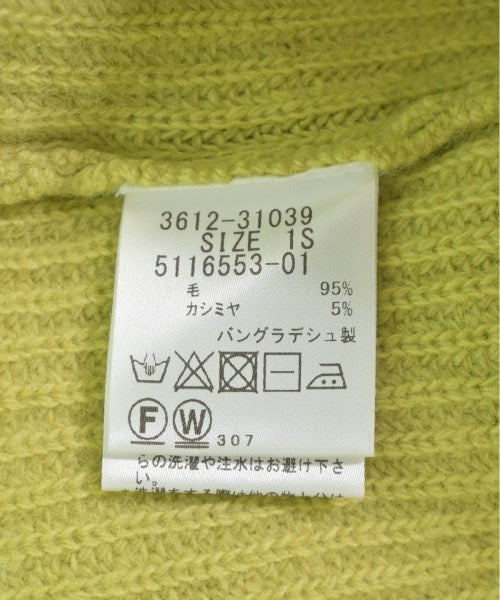 3612-31039
SIZE 1S
5116553-01
毛 95%
カシミヤ 5%
バングラデシュ製
F W 307
らの洗濯や注水はお避け下さ
い。